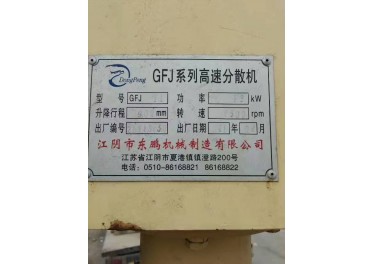 DongPeng
GFJ系列高速分散机
型号 GFJ 功率 kW
升降行程 mm 转速 rpm
出厂编号 出厂日期 年 月
江阴市东鹏机械制造有限公司
江苏省江阴市夏港镇镇澄路200号
电话：0510-86168821 86168822